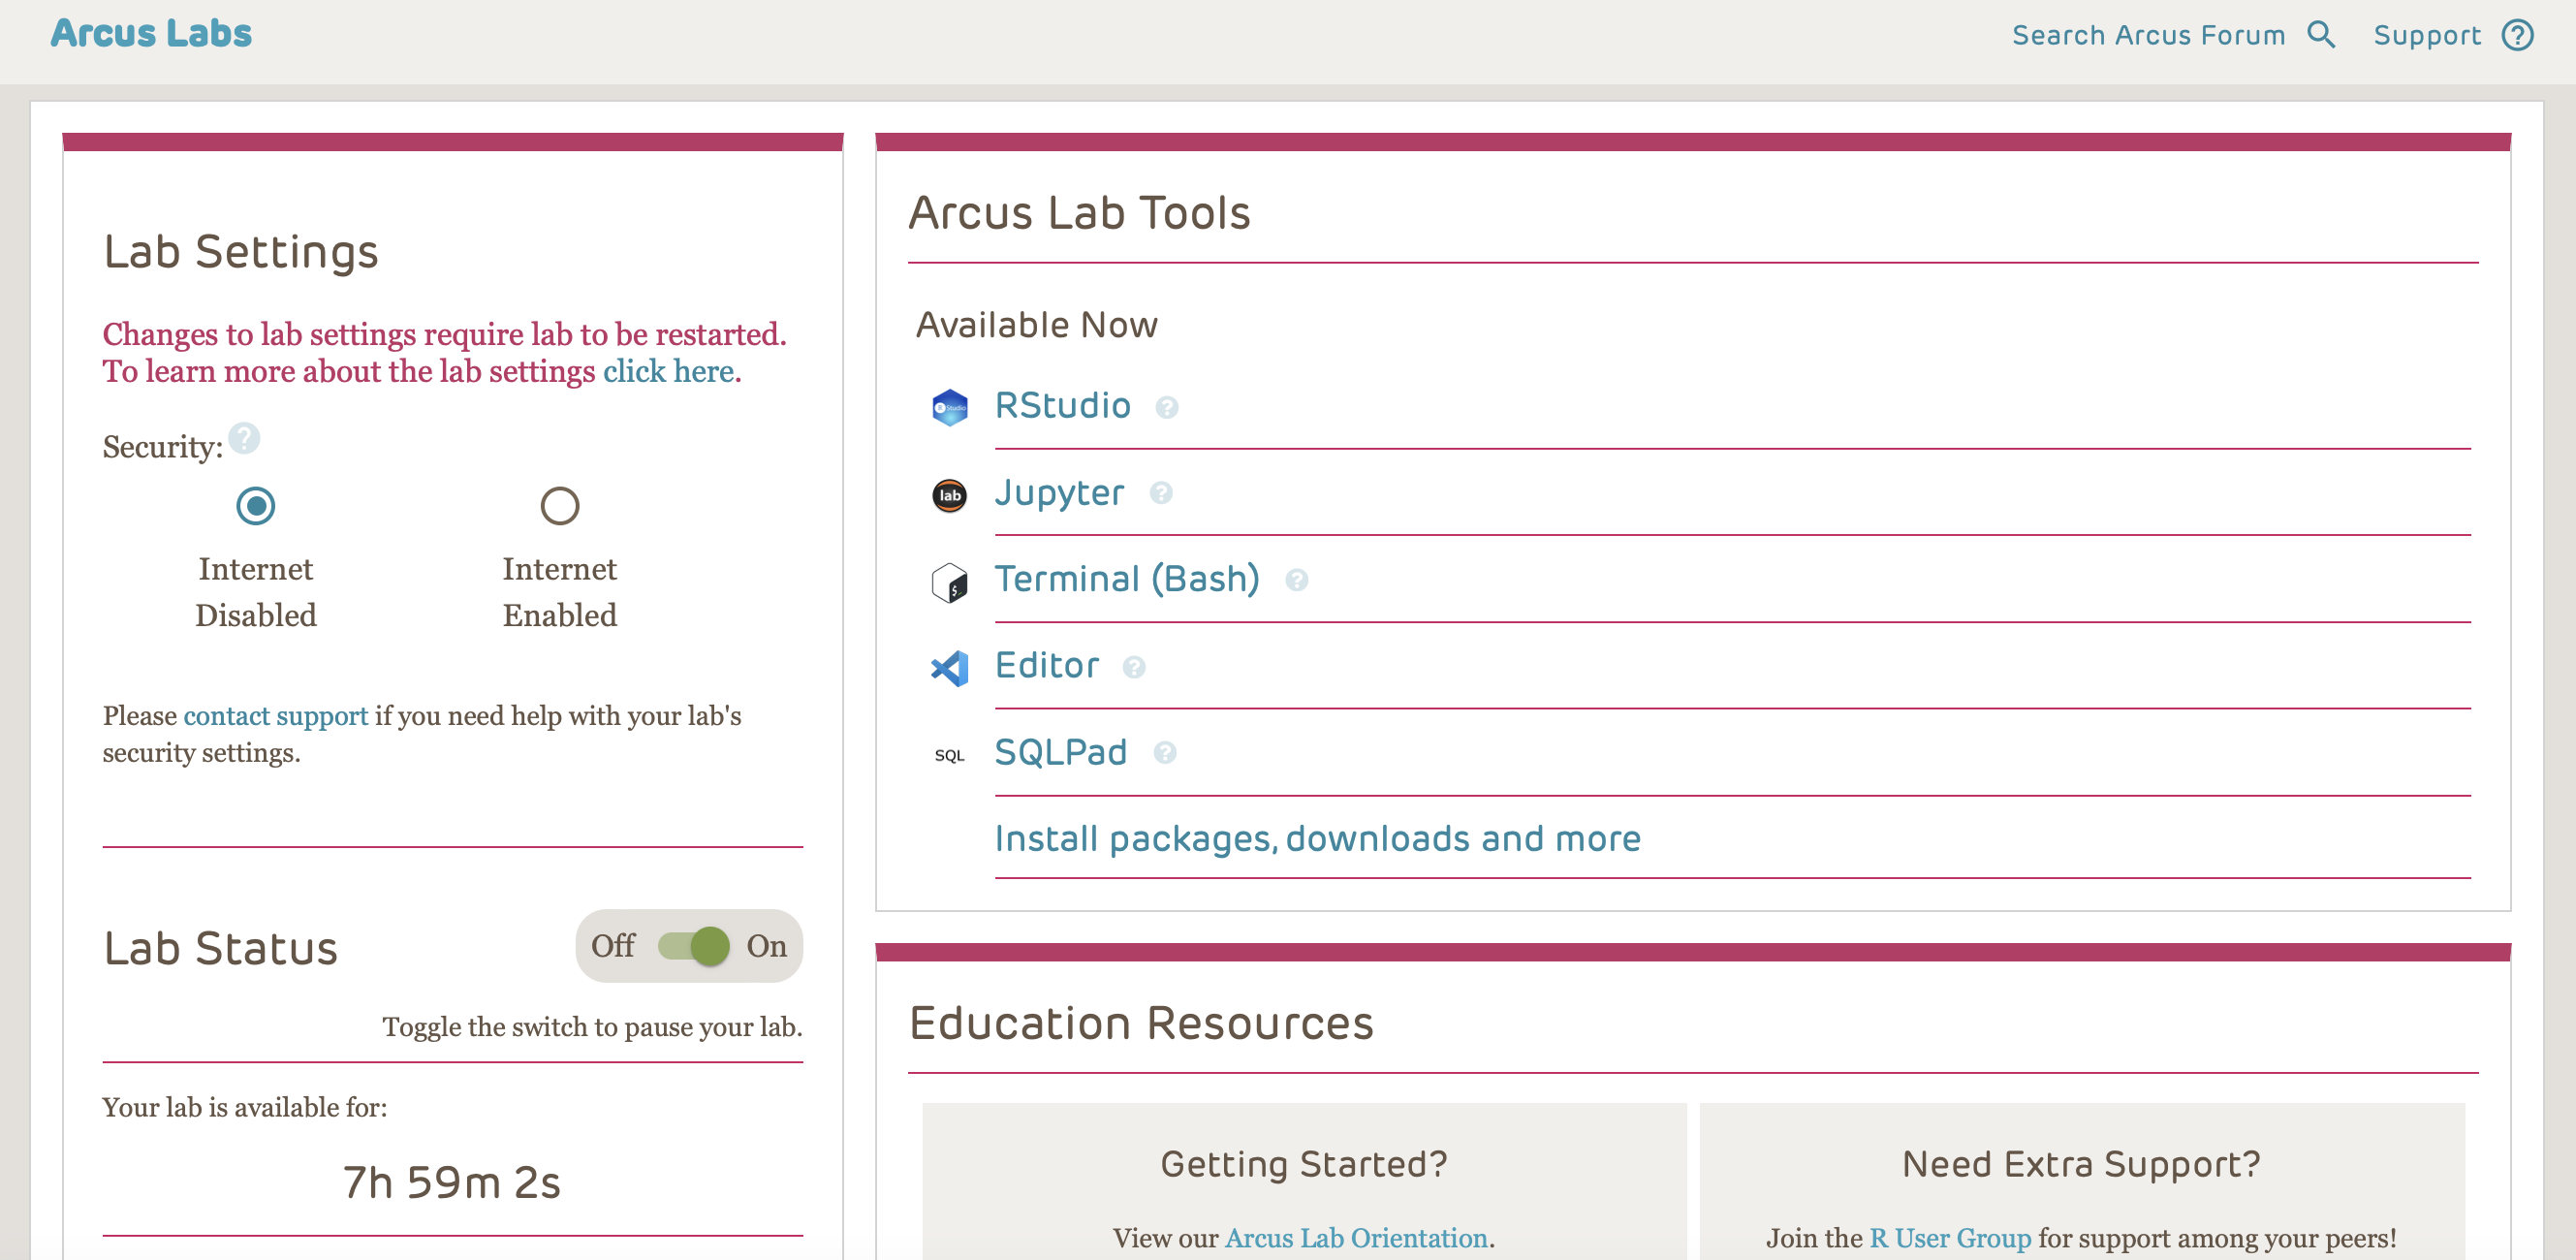 Arcus Labs
Search Arcus Forum
Support ?
Lab Settings
Changes to lab settings require lab to be restarted.
To learn more about the lab settings click here.
Security: ?
Internet
Disabled
Internet
Enabled
Please contact support if you need help with your lab's
security settings.
Lab Status
Off On
Toggle the switch to pause your lab.
Your lab is available for:
7h 59m 2s
Arcus Lab Tools
Available Now
R Studio RStudio ?
lab Jupyter ?
$_ Terminal (Bash) ?
Editor ?
SQL SQLPad ?
Install packages, downloads and more
Education Resources
Getting Started?
View our Arcus Lab Orientation.
Need Extra Support?
Join the R User Group for support among your peers!